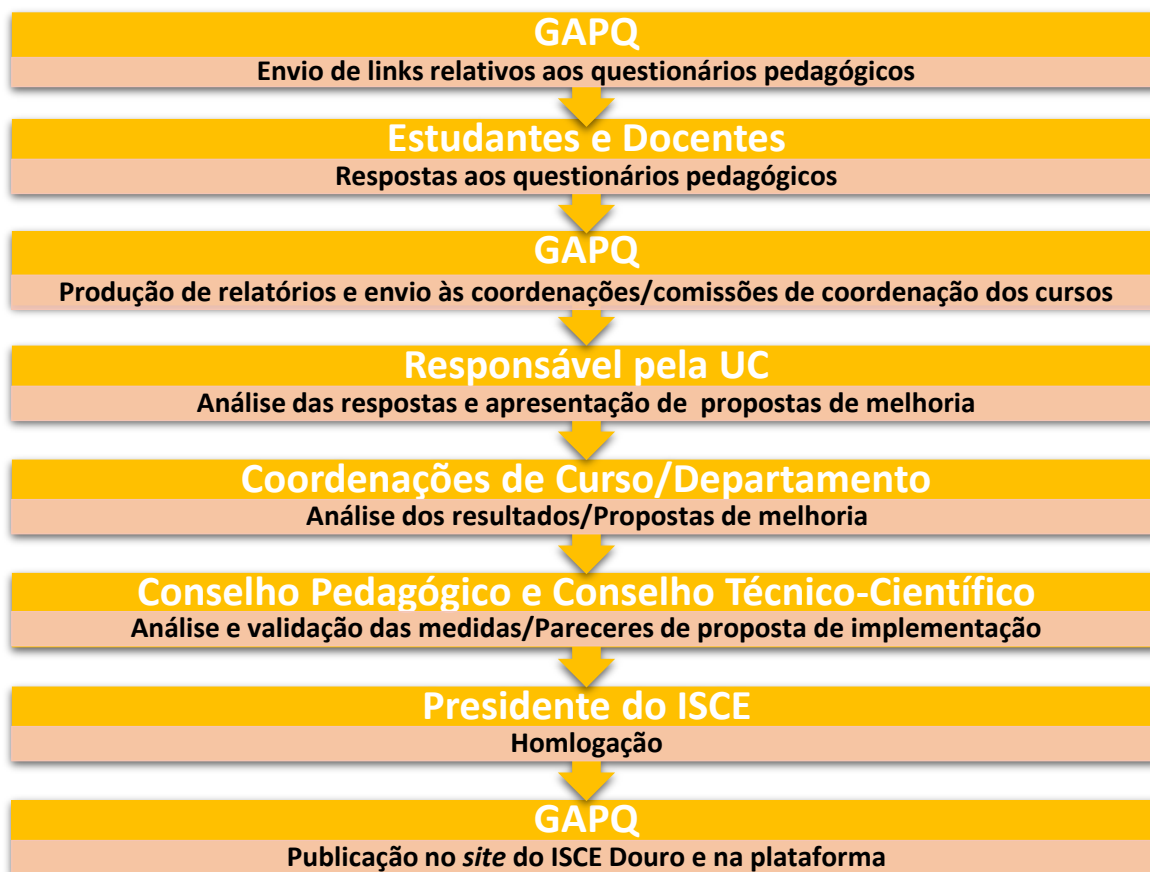 GAPQ
Envio de links relativos aos questionários pedagógicos
Estudantes e Docentes
Respostas aos questionários pedagógicos
GAPQ
Produção de relatórios e envio às coordenações/comissões de coordenação dos cursos
Responsável pela UC
Análise das respostas e apresentação de propostas de melhoria
Coordenações de Curso/Departamento
Análise dos resultados/Propostas de melhoria
Conselho Pedagógico e Conselho Técnico-Científico
Análise e validação das medidas/Pareceres de proposta de implementação
Presidente do ISCE
Homlogação
GAPQ
Publicação no site do ISCE Douro e na plataforma